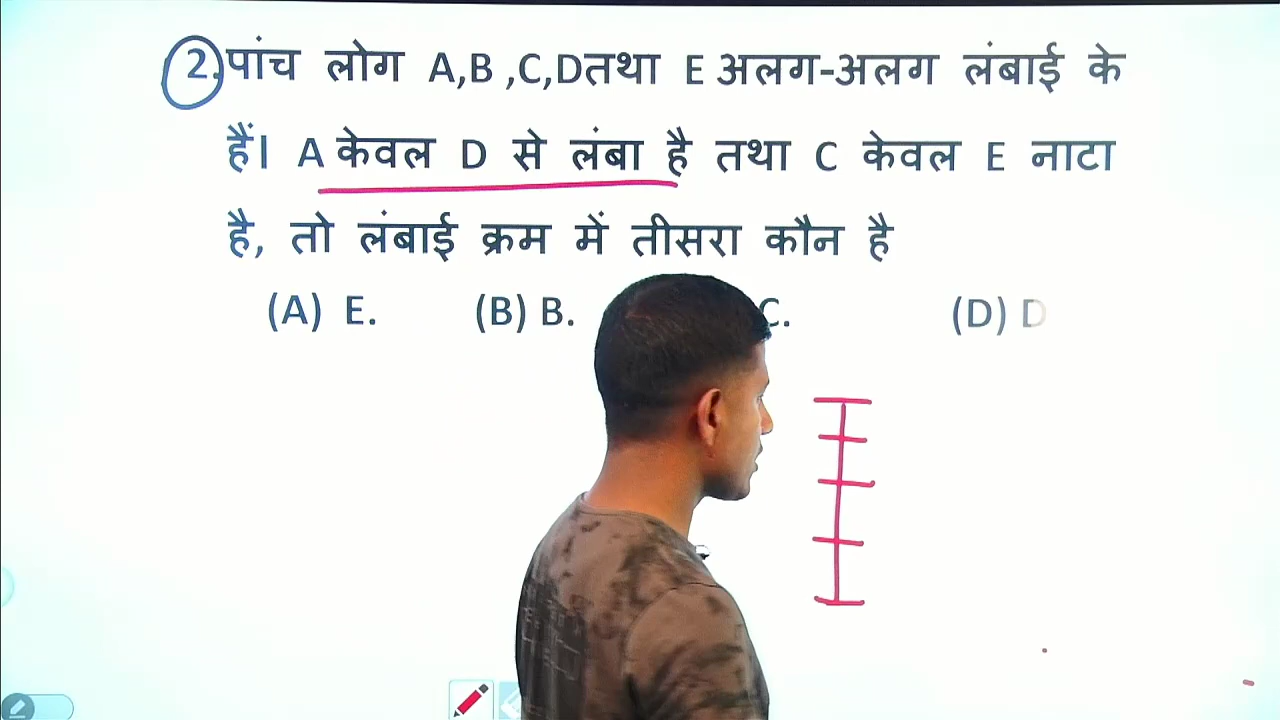 2.पांच लोग A,B ,C,Dतथा E अलग-अलग लंबाई के
हैं। A केवल D से लंबा है तथा C केवल E नाटा
है, तो लंबाई क्रम में तीसरा कौन है
(A) E. (B) B. C. (D) D